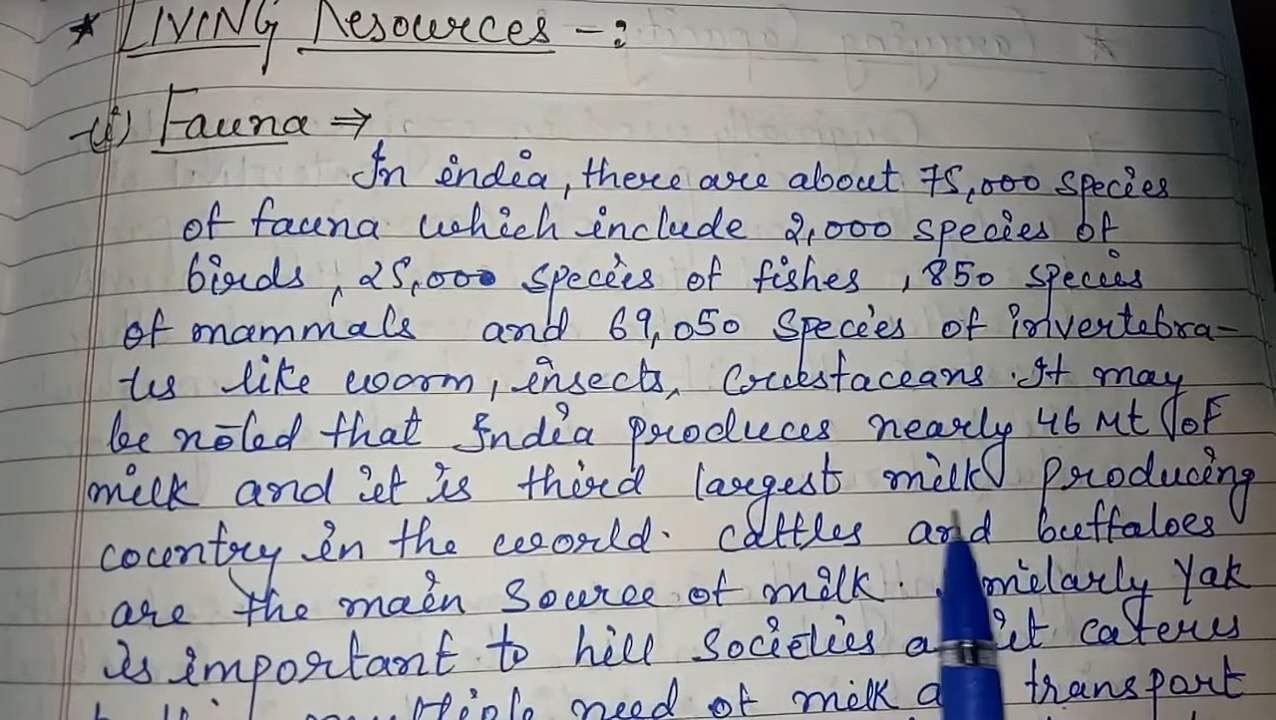 * LIVING Resources -:
(i) Fauna ⇒
In india, there are about 75,000 species
of fauna which include 2,000 species of
birds, 25,000 species of fishes, 850 species
of mammals and 69,050 species of invertebra-
tes like worm, insects, Crustaceans. It may
be noted that India produces nearly 46 Mt of
milk and it is third largest milk producing
country in the world. Cattles and buffaloes
are the main source of milk. milarly Yak
is important to hill societies a it caters
need of milk a transport